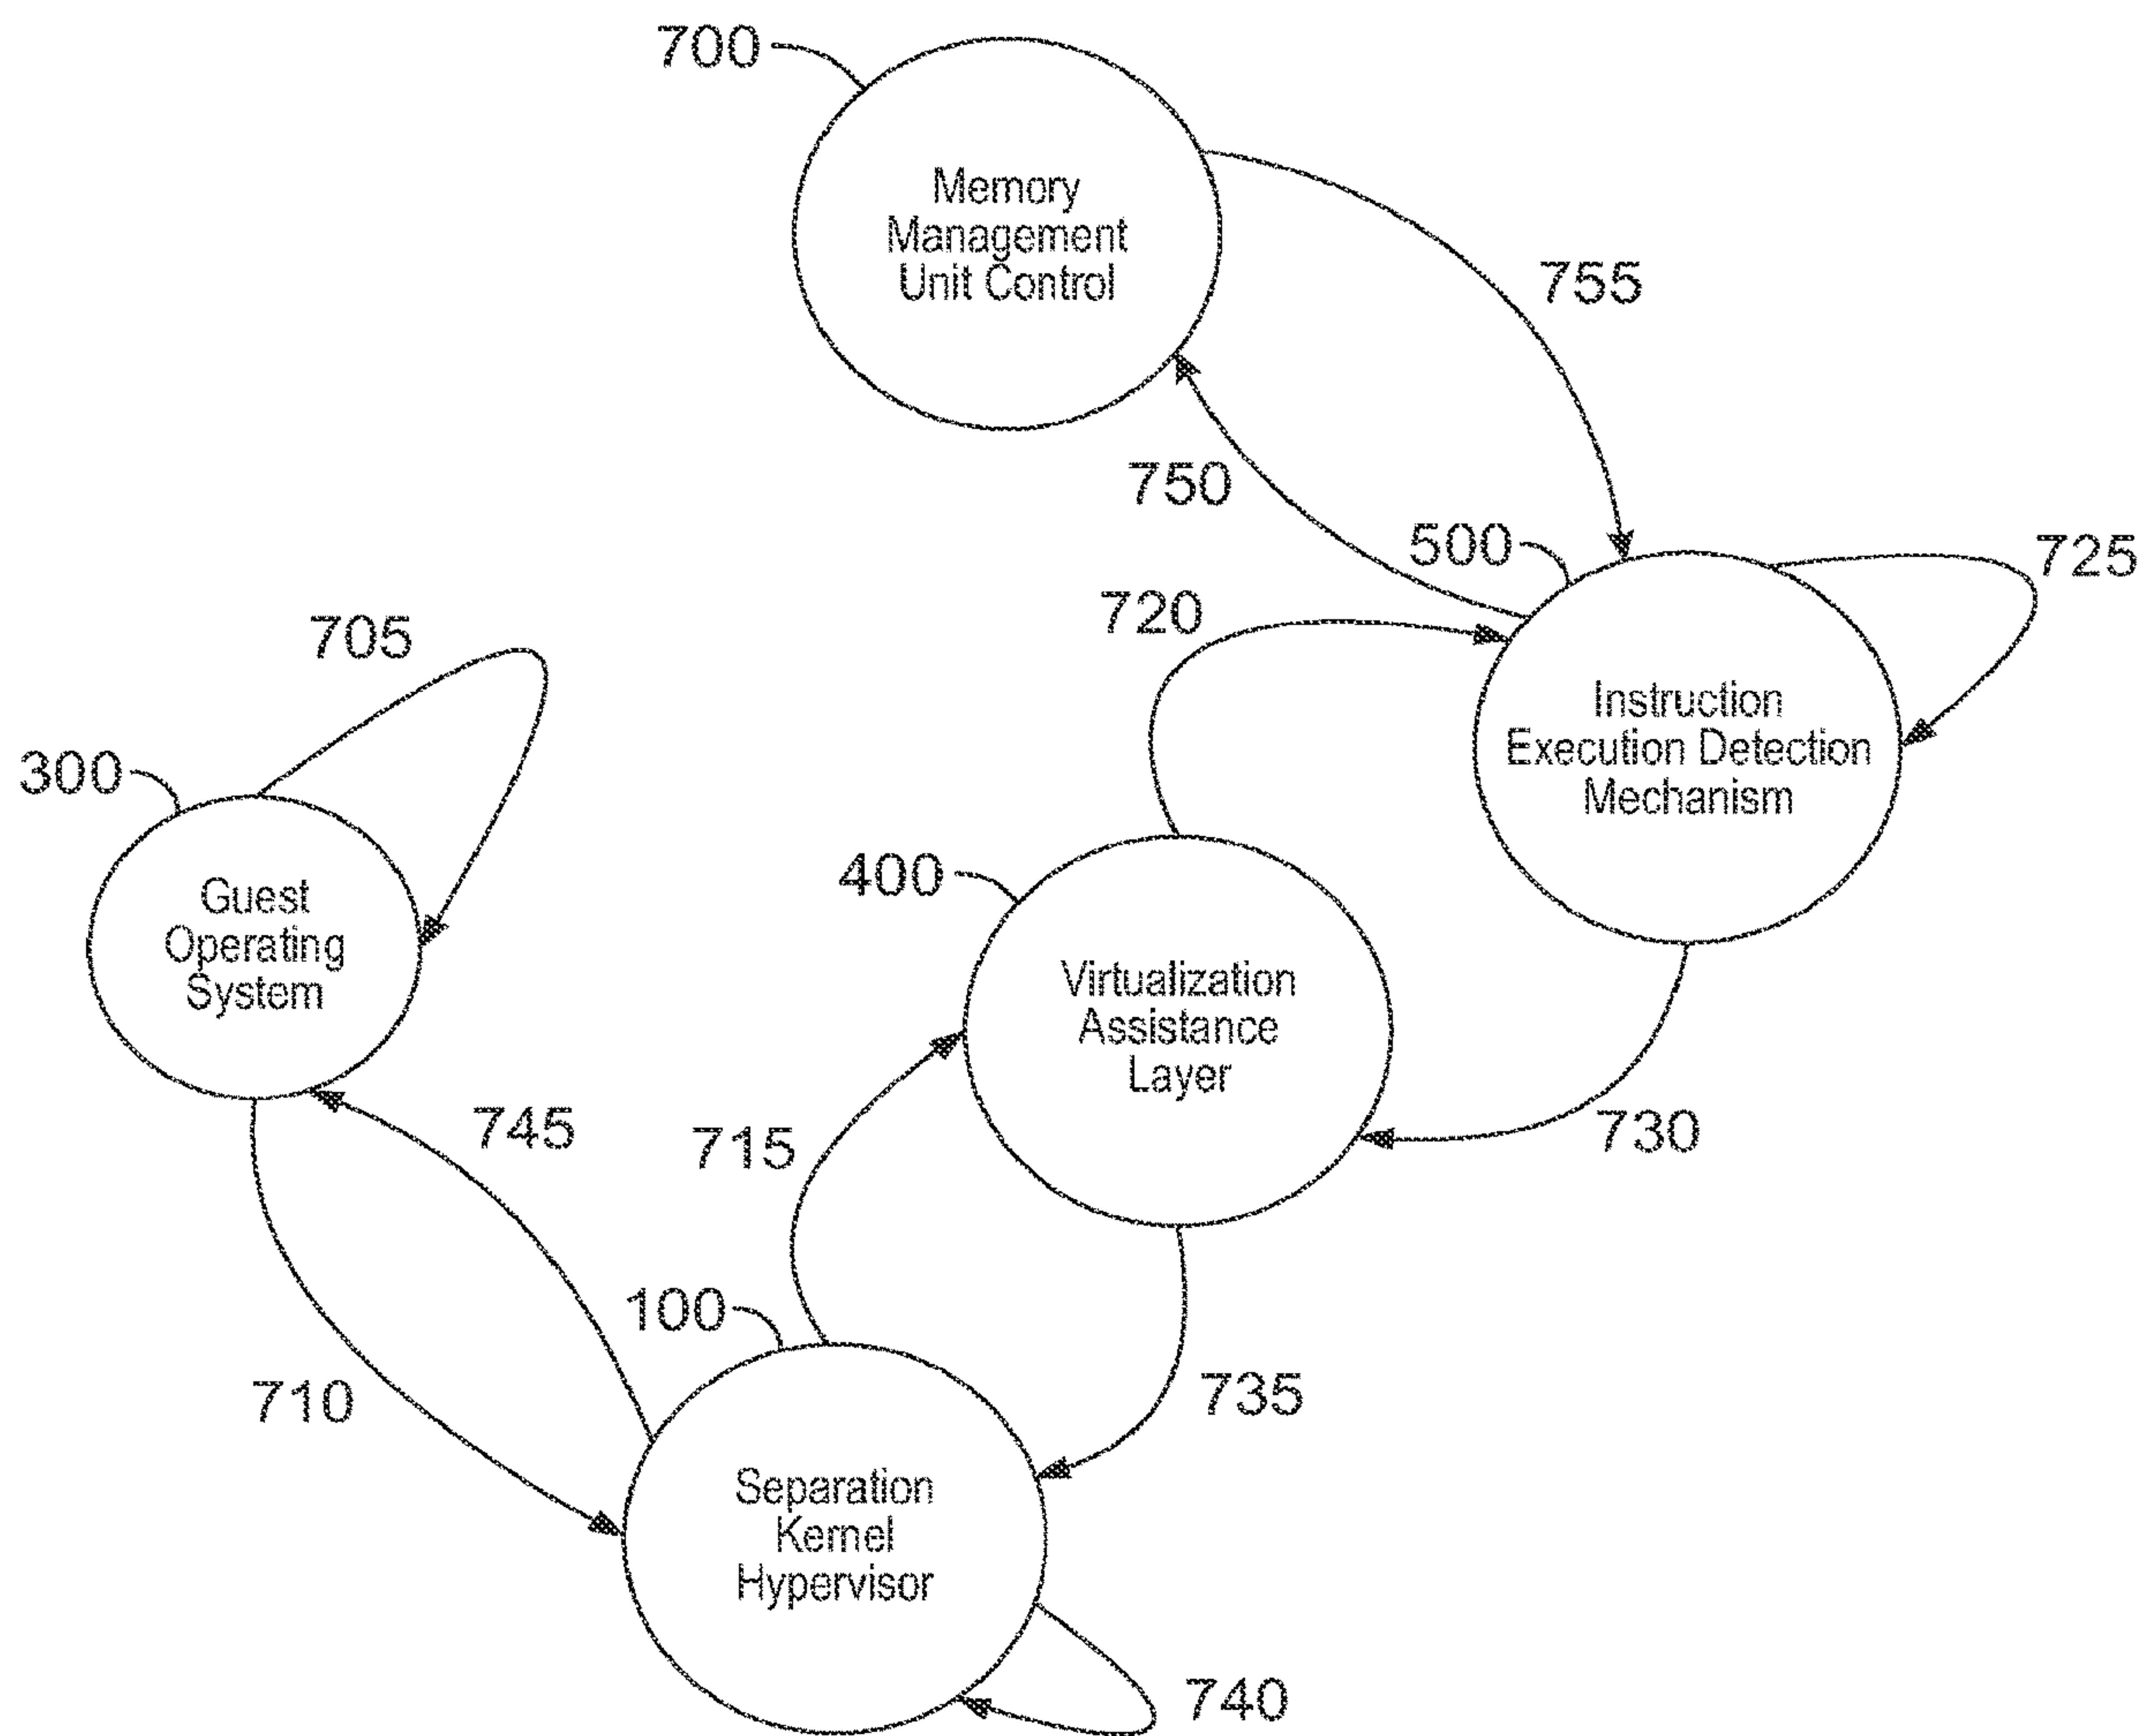 700
Memory
Management
Unit Control
755
750
500
725
720
705
Instruction
Execution Detection
Mechanism
300
400
Guest
Operating
System
Virtualization
Assistance
Layer
745
715
730
100
710
735
Separation
Kernel
Hypervisor
740